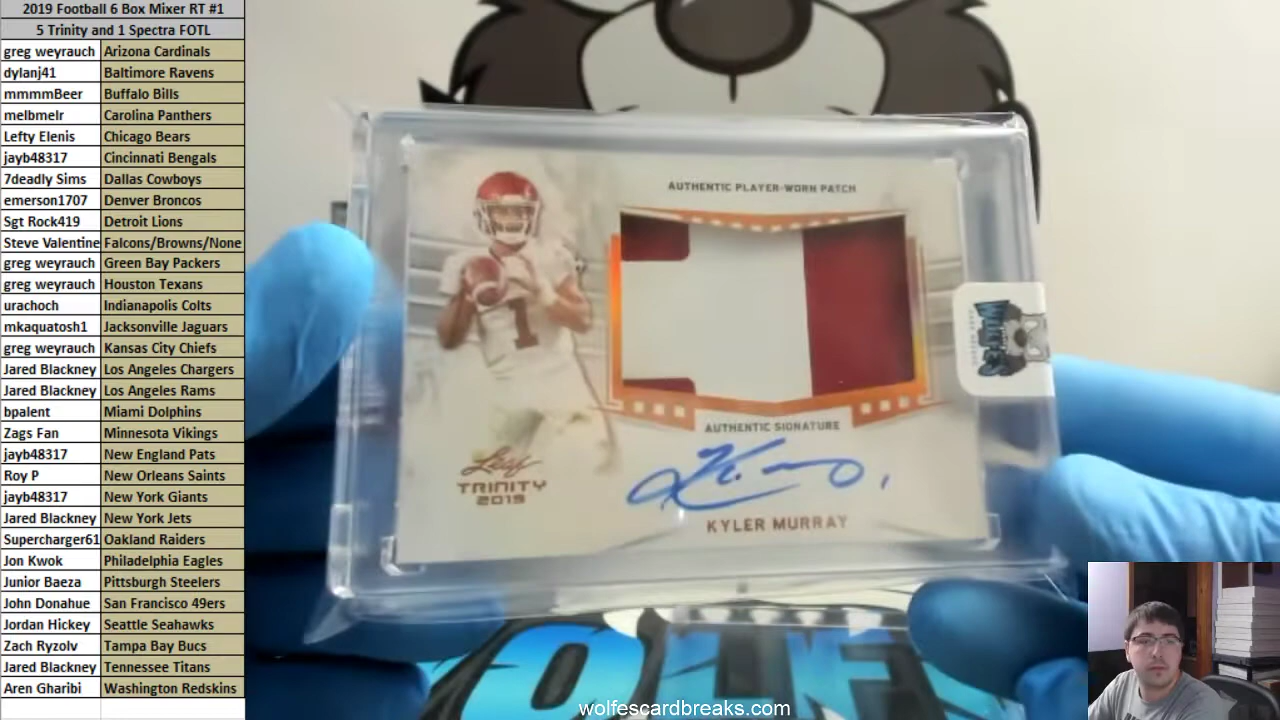 2019 Football 6 Box Mixer RT #1
5 Trinity and 1 Spectra FOTL
greg weyrauch Arizona Cardinals
dylanj41 Baltimore Ravens
mmmmBeer Buffalo Bills
melbmelr Carolina Panthers
Lefty Elenis Chicago Bears
jayb48317 Cincinnati Bengals
7deadly Sims Dallas Cowboys
emerson1707 Denver Broncos
Sgt Rock419 Detroit Lions
Steve Valentine Falcons/Browns/None
greg weyrauch Green Bay Packers
greg weyrauch Houston Texans
urachoch Indianapolis Colts
mkaquatosh1 Jacksonville Jaguars
greg weyrauch Kansas City Chiefs
Jared Blackney Los Angeles Chargers
Jared Blackney Los Angeles Rams
bpalent Miami Dolphins
Zags Fan Minnesota Vikings
jayb48317 New England Pats
Roy P New Orleans Saints
jayb48317 New York Giants
Jared Blackney New York Jets
Supercharger61 Oakland Raiders
Jon Kwok Philadelphia Eagles
Junior Baeza Pittsburgh Steelers
John Donahue San Francisco 49ers
Jordan Hickey Seattle Seahawks
Zach Ryzolv Tampa Bay Bucs
Jared Blackney Tennessee Titans
Aren Gharibi Washington Redskins
AUTHENTIC PLAYER-WORN PATCH
1
AUTHENTIC SIGNATURE
Leaf
TRINITY
2019
KYLER MURRAY
WOLFES
OLF
wolfescardbreaks.com